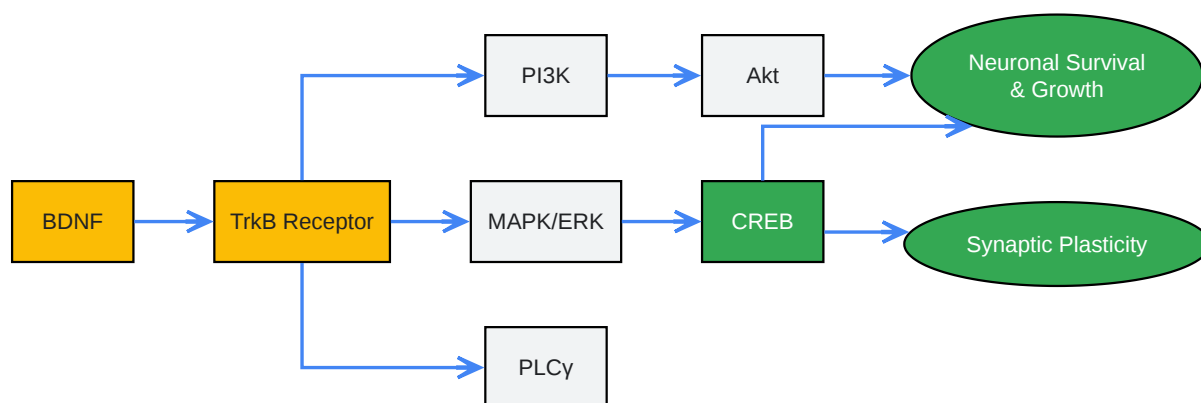 PI3K
Akt
Neuronal Survival
& Growth
BDNF
TrkB Receptor
MAPK/ERK
CREB
Synaptic Plasticity
PLCγ